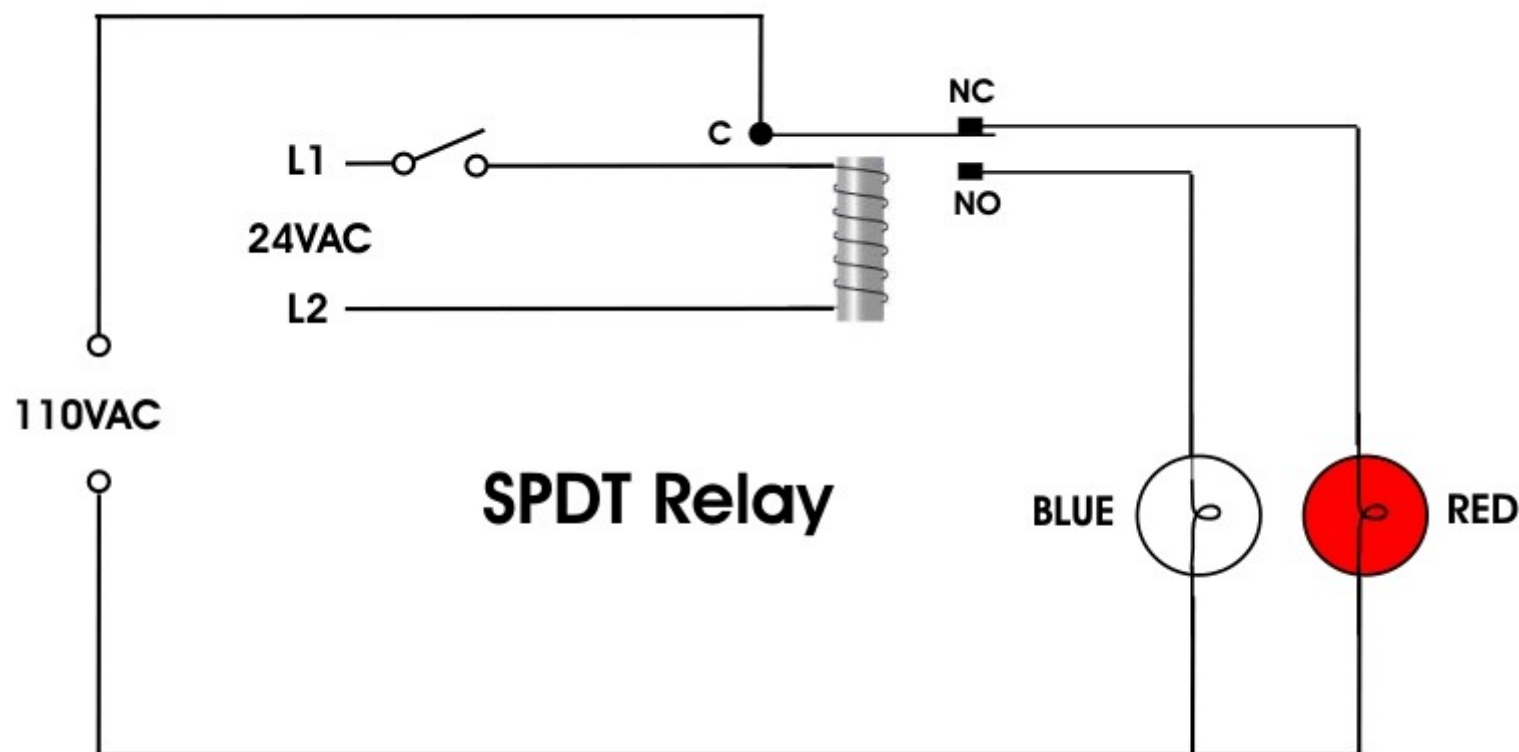 NC
C
L1
NO
24VAC
L2
110VAC
SPDT Relay
BLUE
RED